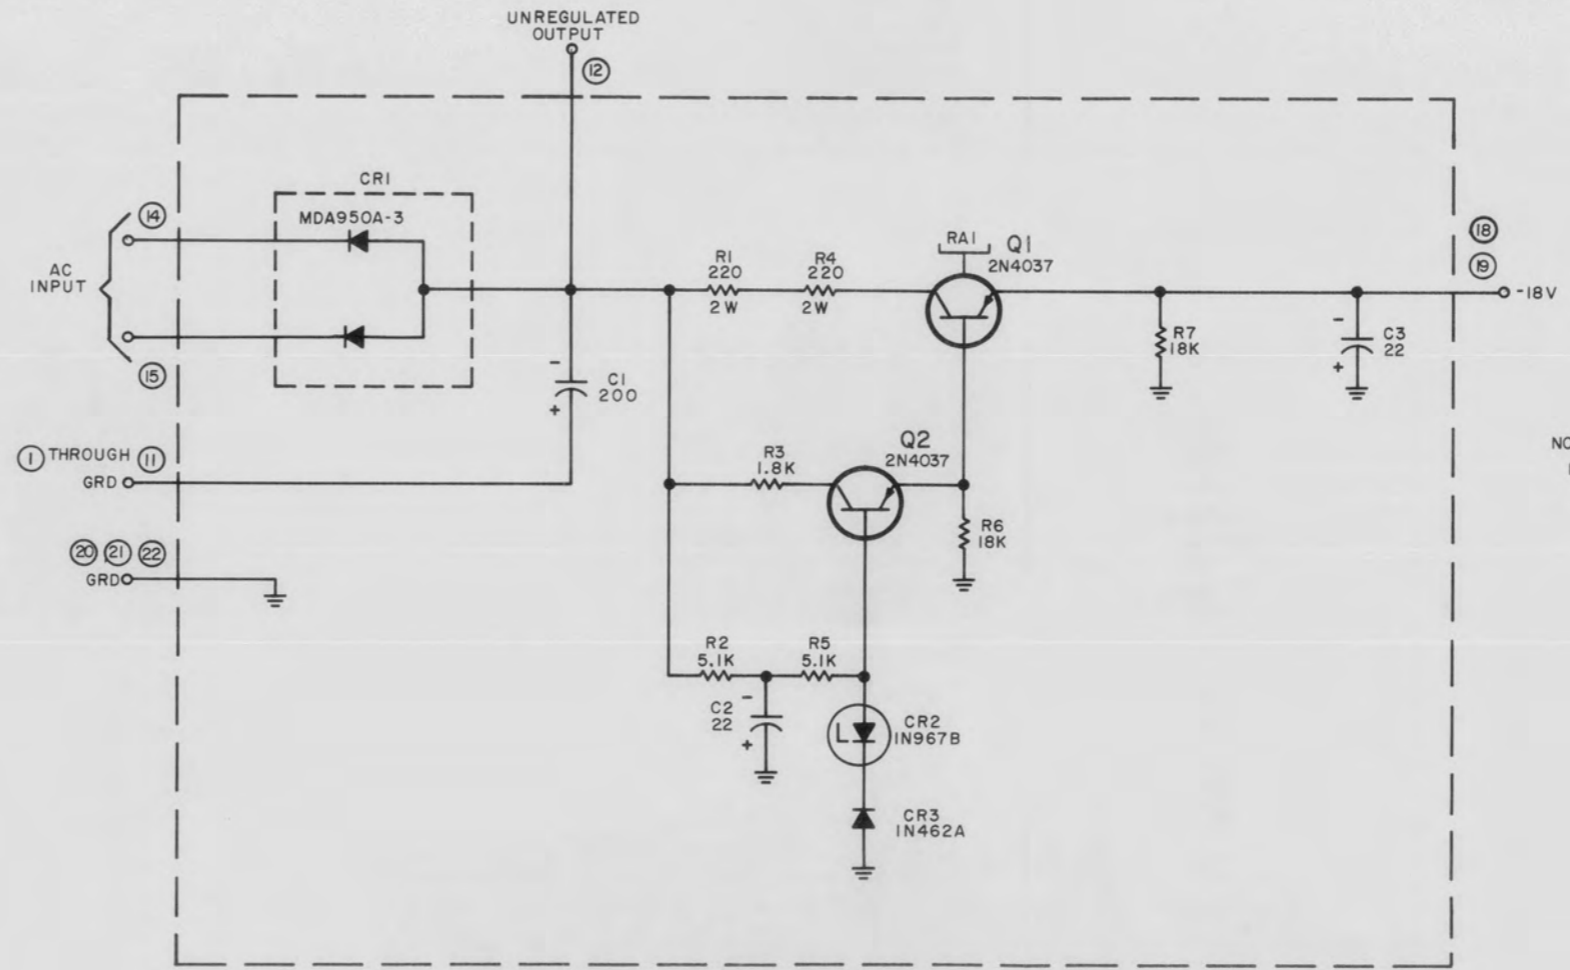 UNREGULATED
OUTPUT
12
CR1
MDA950A-3
14
AC
INPUT
15
R1
220
2W
R4
220
2W
RA1
Q1
2N4037
18
19
-18V
R7
18K
-
C3
22
+
-
C1
200
+
1 THROUGH 11
GRD
R3
1.8K
Q2
2N4037
NO
R6
18K
20 21 22
GRD
R2
5.1K
R5
5.1K
-
C2
22
+
CR2
1N967B
CR3
1N462A